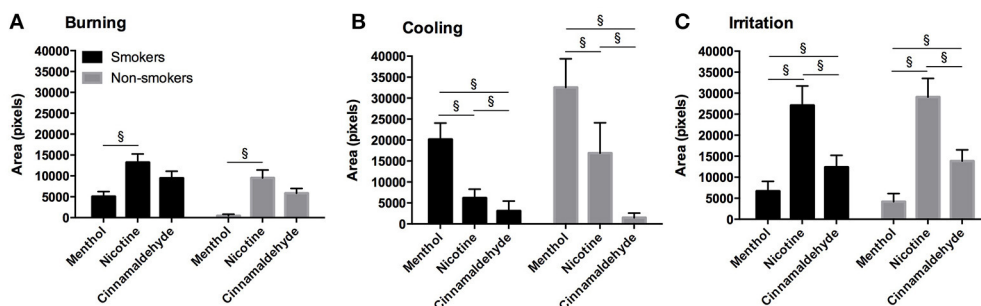 A Burning
Area (pixels)
40000
35000
30000
25000
20000
15000
10000
5000
0
Smokers
Non-smokers
§
§
Menthol
Nicotine
Cinnamaldehyde
Menthol
Nicotine
Cinnamaldehyde
B Cooling
Area (pixels)
40000
35000
30000
25000
20000
15000
10000
5000
0
§
§ §
§
§ §
Menthol
Nicotine
Cinnamaldehyde
Menthol
Nicotine
Cinnamaldehyde
C Irritation
Area (pixels)
40000
35000
30000
25000
20000
15000
10000
5000
0
§
§ §
§
§ §
Menthol
Nicotine
Cinnamaldehyde
Menthol
Nicotine
Cinnamaldehyde